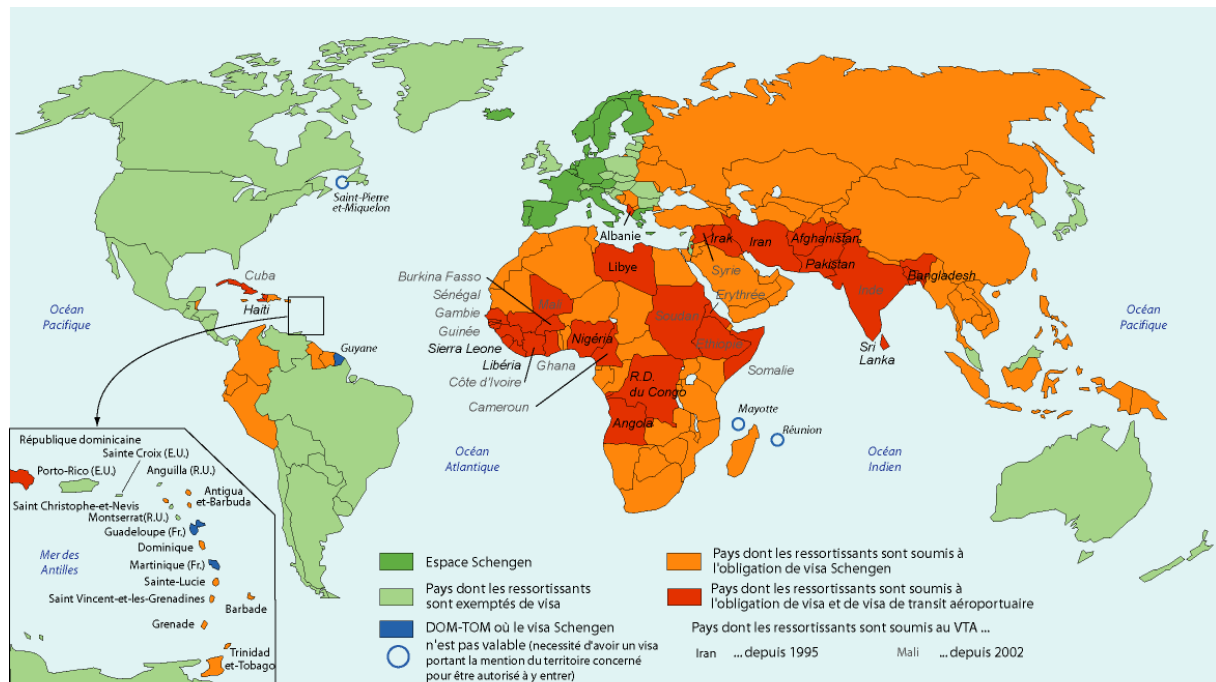 Saint-Pierre
et-Miquelon
Albanie
Cuba
Haiti
Océan
Pacifique
Guyane
Burkina Fasso
Sénégal
Gambie
Guinée
Sierra Leone
Libéria
Côte d'Ivoire
Ghana
Cameroun
Mali
Libye
Nigéria
Soudan
Ethiopie
Erythrée
Somalie
R.D.
du Congo
Angola
Irak
Iran
Syrie
Afghanistan
Pakistan
Inde
Bangladesh
Sri
Lanka
Océan
Pacifique
Mayotte
Réunion
Océan
Atlantique
Océan
Indien
République dominicaine
Sainte Croix (E.U.)
Porto-Rico (E.U.)
Anguilla (R.U.)
Saint Christophe-et-Nevis
Antigua
et-Barbuda
Montserrat(R.U.)
Guadeloupe (Fr.)
Mer des
Antilles
Dominique
Martinique (Fr.)
Sainte-Lucie
Saint Vincent-et-les-Grenadines
Barbade
Grenade
Trinidad
et-Tobago
Espace Schengen
Pays dont les ressortissants
sont exemptés de visa
DOM-TOM où le visa Schengen
n'est pas valable (necessité d'avoir un visa
portant la mention du territoire concerné
pour être autorisé à y entrer)
Pays dont les ressortissants sont soumis à
l'obligation de visa Schengen
Pays dont les ressortissants sont soumis à
l'obligation de visa et de visa de transit aéroportuaire
Pays dont les ressortissants sont soumis au VTA ...
Iran ...depuis 1995 Mali ... depuis 2002